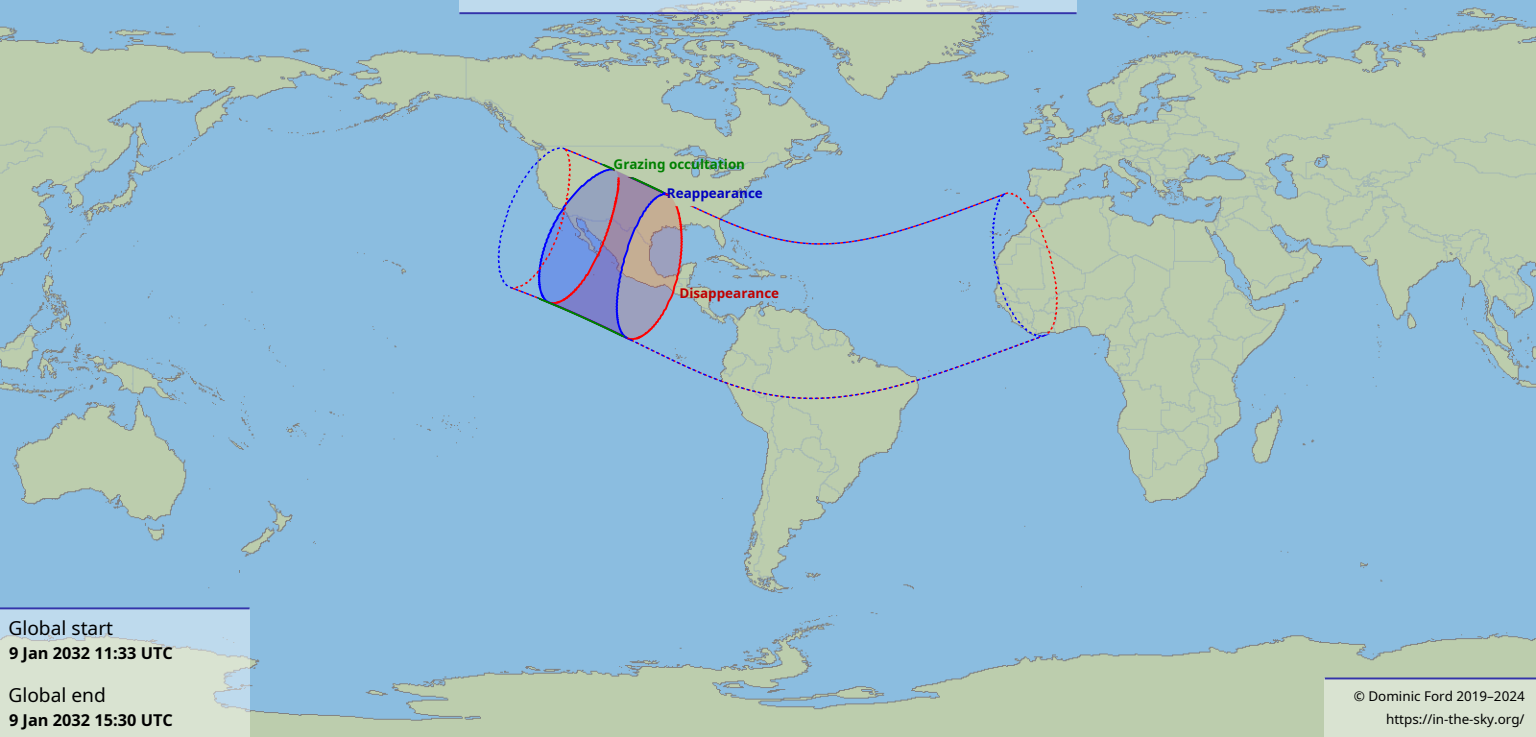 Grazing occultation
Reappearance
Disappearance
Global start
9 Jan 2032 11:33 UTC
Global end
9 Jan 2032 15:30 UTC
© Dominic Ford 2019–2024
https://in-the-sky.org/